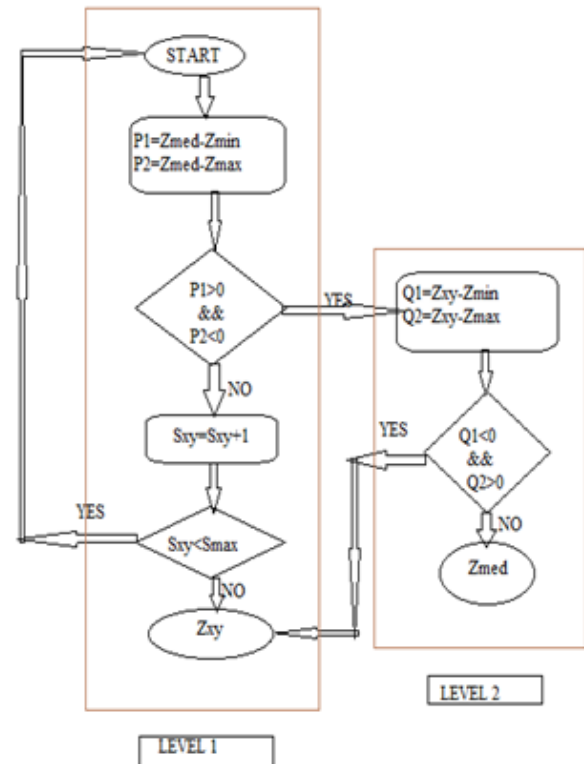 START
P1=Zmed-Zmin
P2=Zmed-Zmax
P1>0
&&
P2<0
YES
NO
Sxy=Sxy+1
YES
Sxy<Smax
NO
Zxy
LEVEL 1
Q1=Zxy-Zmin
Q2=Zxy-Zmax
YES
Q1<0
&&
Q2>0
NO
Zmed
LEVEL 2